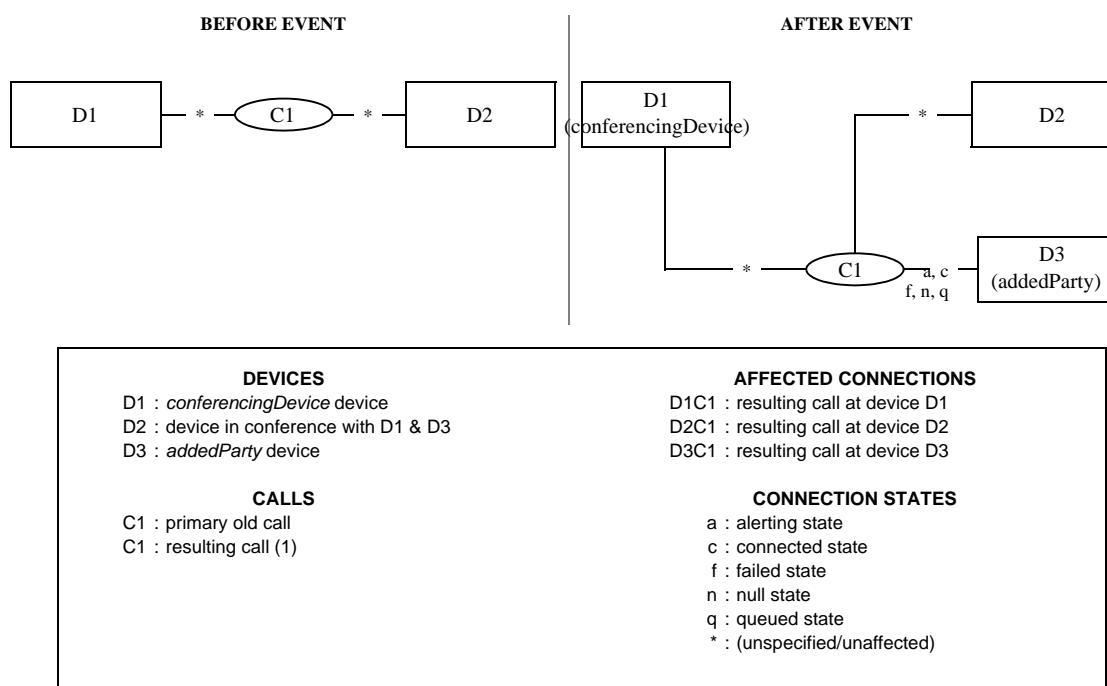 BEFORE EVENT
AFTER EVENT
D1
*
C1
*
D2
D1
(conferencingDevice)
*
D2
*
C1
a, c
f, n, q
D3
(addedParty)
DEVICES
D1 : conferencingDevice device
D2 : device in conference with D1 & D3
D3 : addedParty device
CALLS
C1 : primary old call
C1 : resulting call (1)
AFFECTED CONNECTIONS
D1C1 : resulting call at device D1
D2C1 : resulting call at device D2
D3C1 : resulting call at device D3
CONNECTION STATES
a : alerting state
c : connected state
f : failed state
n : null state
q : queued state
* : (unspecified/unaffected)